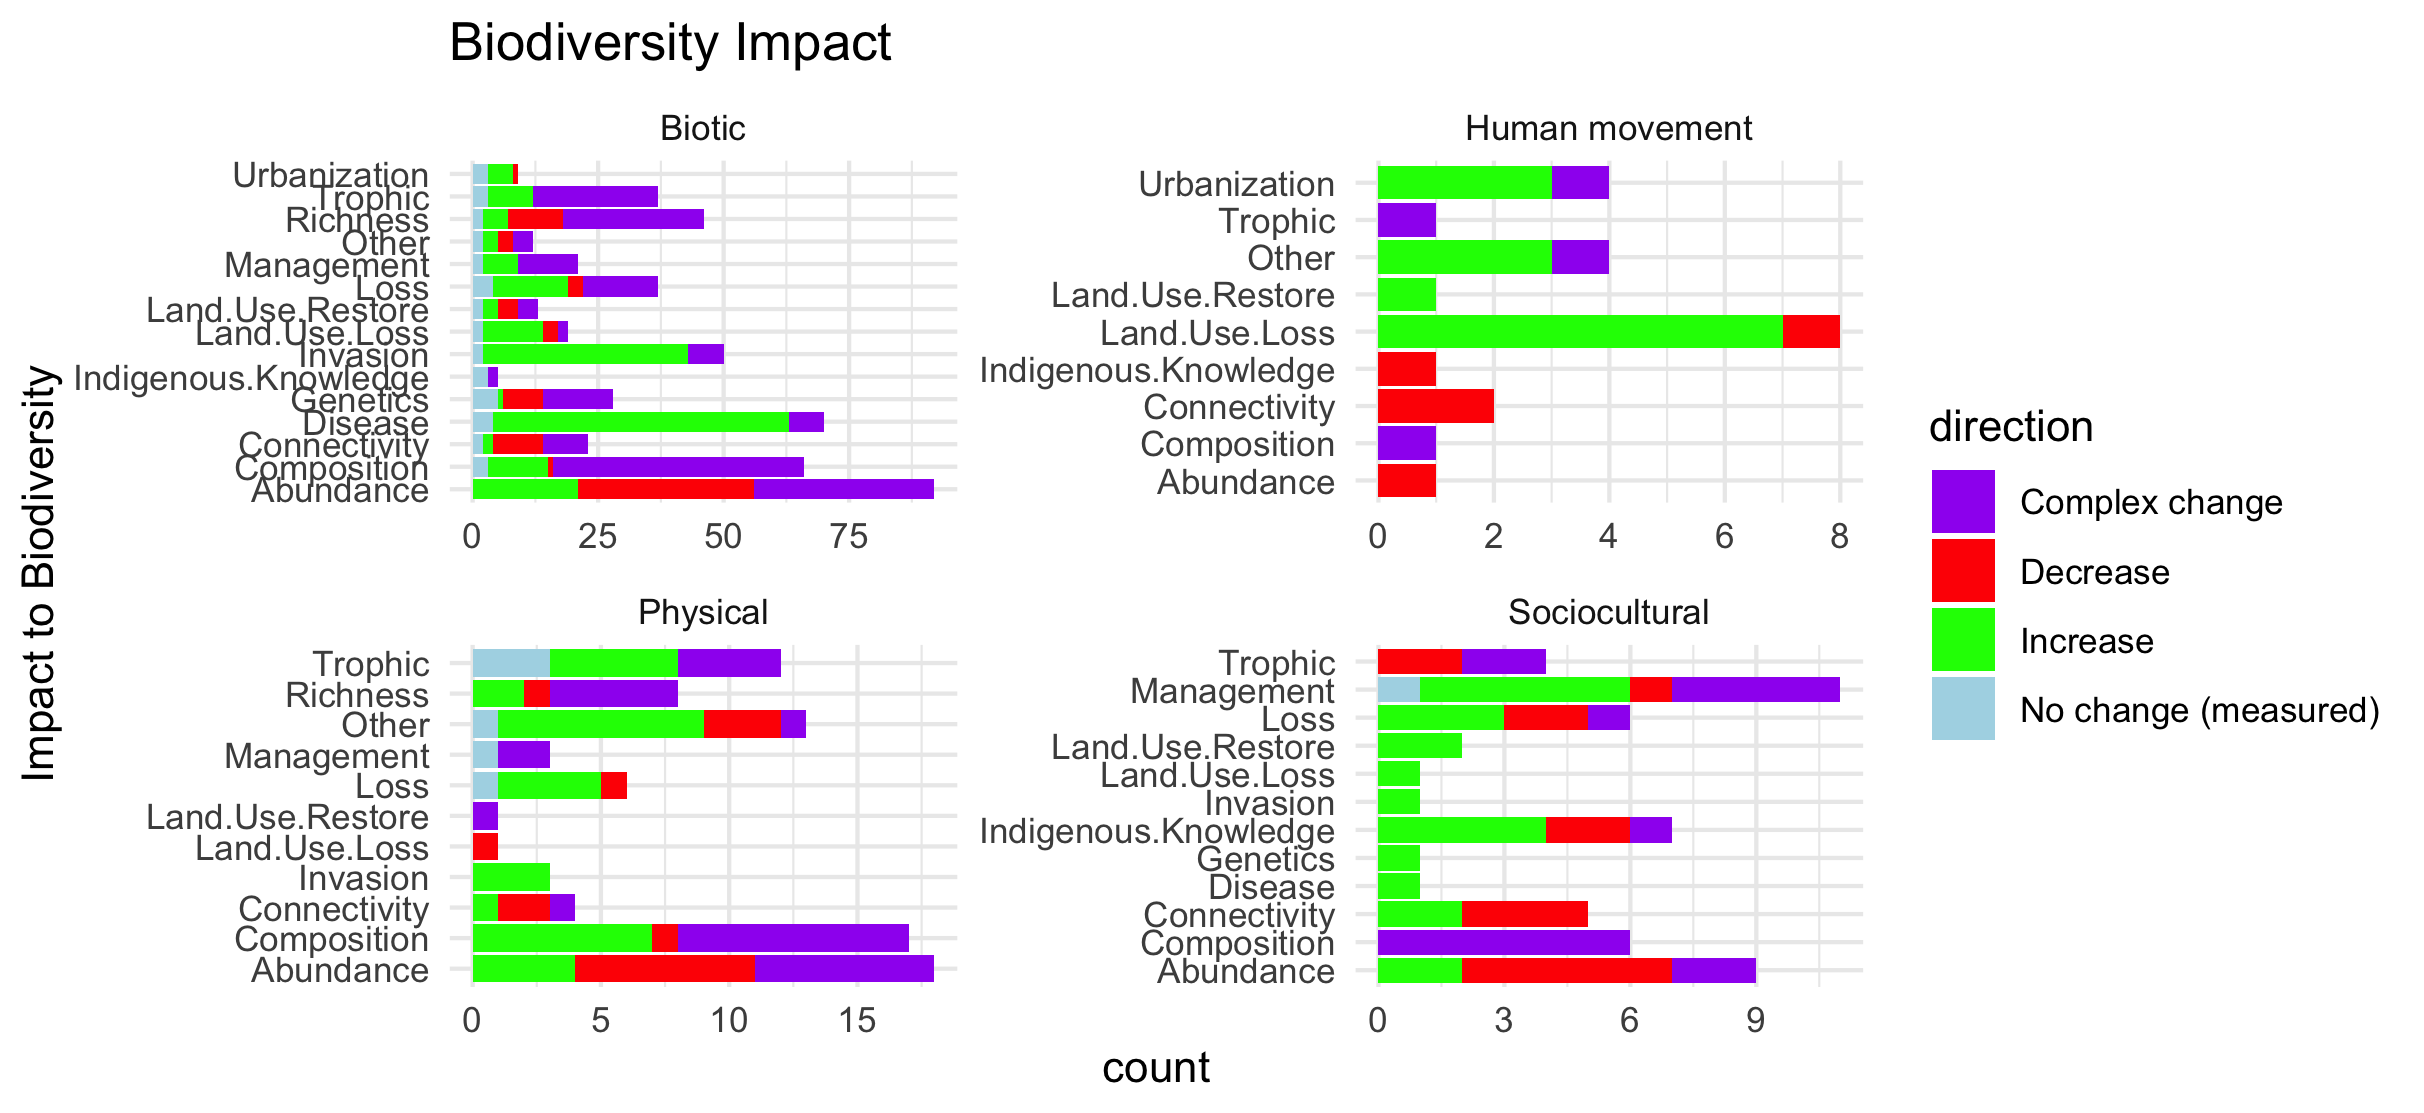 Biodiversity Impact
Impact to Biodiversity
Biotic
Urbanization
Trophic
Richness
Other
Management
Loss
Land.Use.Restore
Land.Use.Loss
Invasion
Indigenous.Knowledge
Genetics
Disease
Connectivity
Composition
Abundance
0 25 50 75
Human movement
Urbanization
Trophic
Other
Land.Use.Restore
Land.Use.Loss
Indigenous.Knowledge
Connectivity
Composition
Abundance
0 2 4 6 8
Physical
Trophic
Richness
Other
Management
Loss
Land.Use.Restore
Land.Use.Loss
Invasion
Connectivity
Composition
Abundance
0 5 10 15
Sociocultural
Trophic
Management
Loss
Land.Use.Restore
Land.Use.Loss
Invasion
Indigenous.Knowledge
Genetics
Disease
Connectivity
Composition
Abundance
0 3 6 9
count
direction
Complex change
Decrease
Increase
No change (measured)